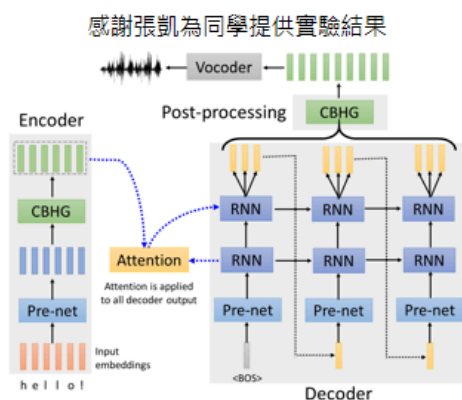 感謝張凱為同學提供實驗結果
Vocoder
Encoder
Post-processing
CBHG
CBHG
RNN
RNN
RNN
Attention
RNN
RNN
RNN
Attention is applied
to all decoder output
Pre-net
Pre-net
Pre-net
Pre-net
Input
embeddings
h e l l o !
<BOS>
Decoder